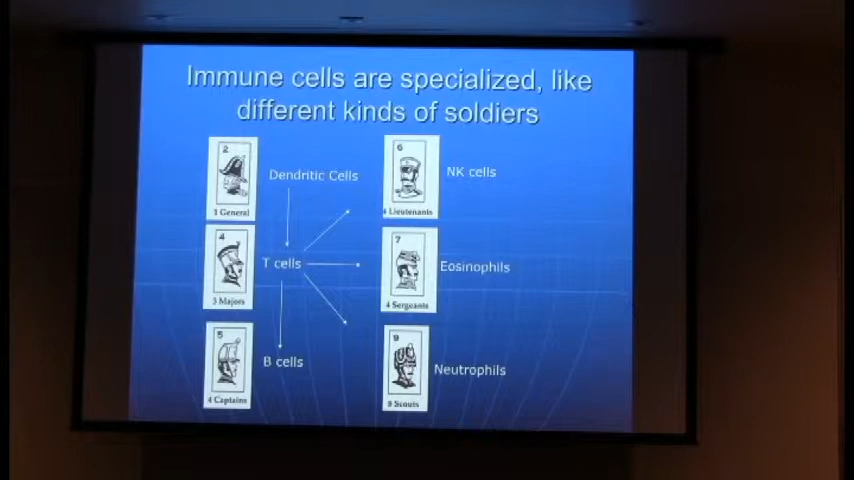 Immune cells are specialized, like
different kinds of soldiers
2
1 General
Dendritic Cells
6
4 Lieutenants
NK cells
4
3 Majors
T cells
7
4 Sergeants
Eosinophils
5
4 Captains
B cells
9
8 Scouts
Neutrophils